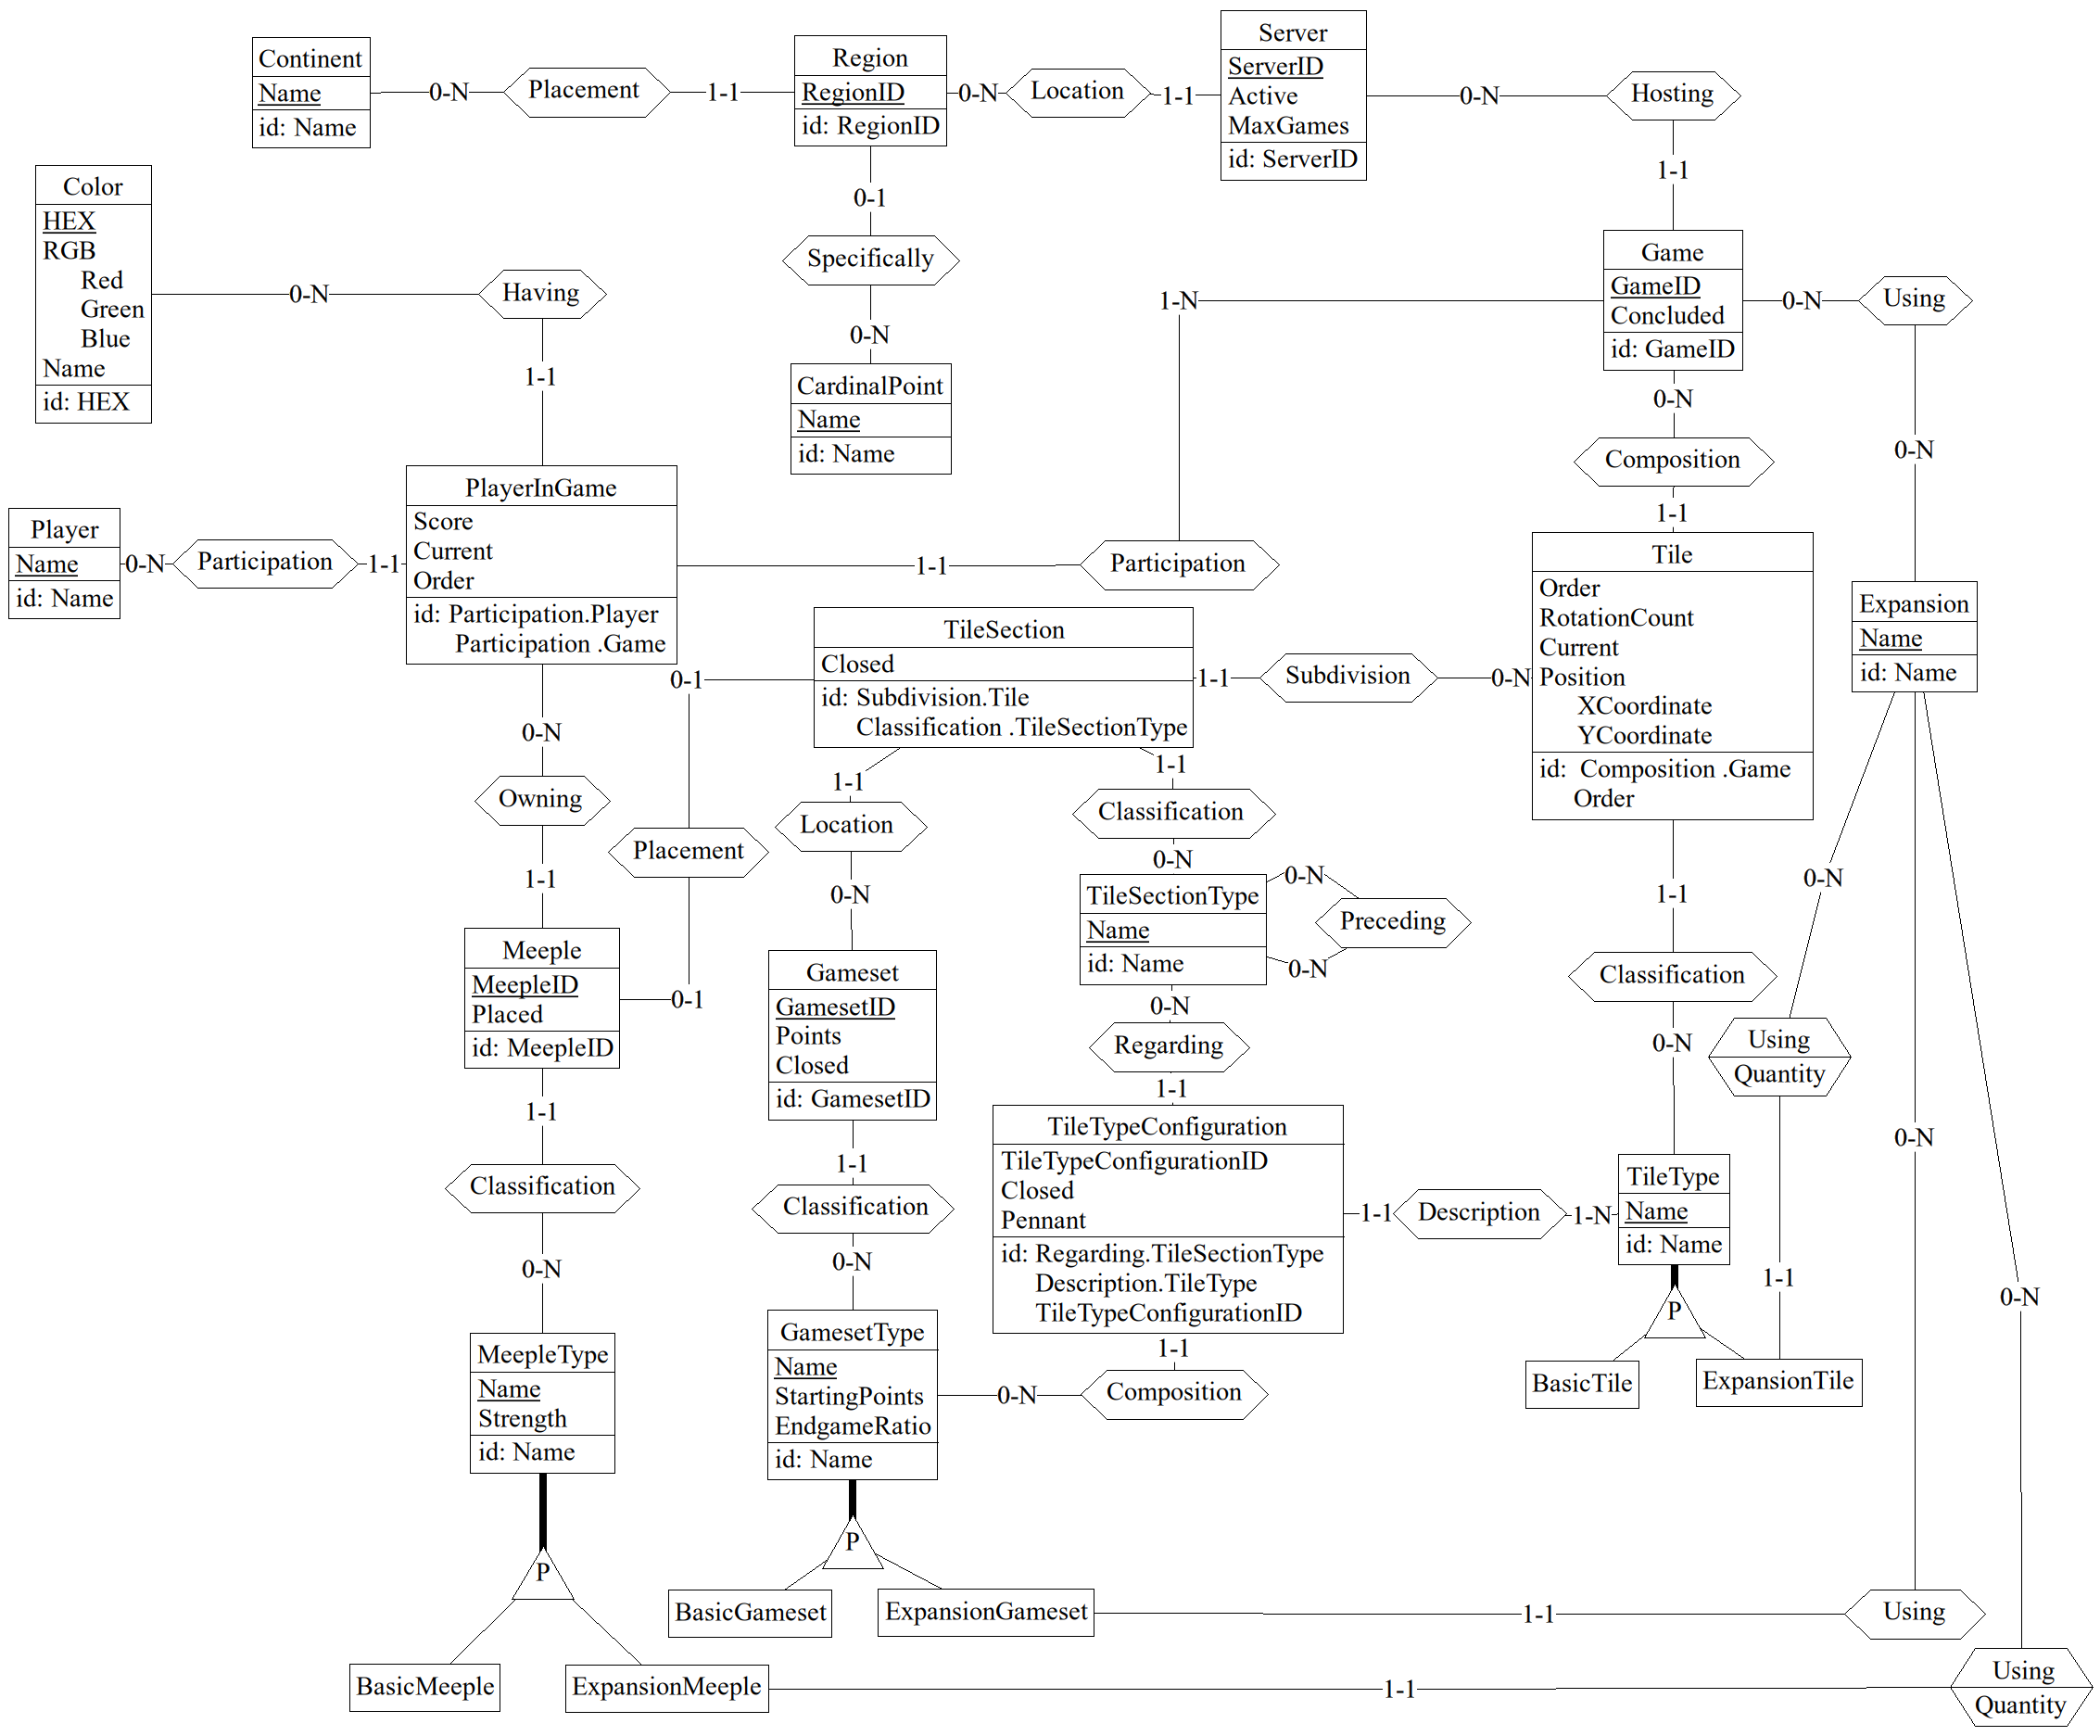 Server
ServerID
Active
MaxGames
id: ServerID
Continent
Name
id: Name
0-N
Placement
1-1
Region
RegionID
id: RegionID
0-N
Location
1-1
0-N
Hosting
1-1
Color
HEX
RGB
Red
Green
Blue
Name
id: HEX
0-N
Having
1-1
0-1
Specifically
0-N
CardinalPoint
Name
id: Name
1-N
Game
GameID
Concluded
id: GameID
0-N
Using
0-N
0-N
Composition
1-1
Player
Name
id: Name
0-N
Participation
1-1
PlayerInGame
Score
Current
Order
id: Participation.Player
Participation .Game
1-1
Participation
Tile
Order
RotationCount
Current
Position
XCoordinate
YCoordinate
id: Composition .Game
Order
Expansion
Name
id: Name
TileSection
Closed
id: Subdivision.Tile
Classification .TileSectionType
1-1
Subdivision
0-N
0-1
0-N
Owning
1-1
Placement
0-1
1-1
Location
0-N
1-1
Classification
0-N
TileSectionType
Name
id: Name
0-N
Preceding
0-N
1-1
Classification
0-N
0-N
Using
Quantity
1-1
Meeple
MeepleID
Placed
id: MeepleID
Gameset
GamesetID
Points
Closed
id: GamesetID
0-N
Regarding
1-1
TileTypeConfiguration
TileTypeConfigurationID
Closed
Pennant
id: Regarding.TileSectionType
Description.TileType
TileTypeConfigurationID
1-1
Description
1-N
TileType
Name
id: Name
P
BasicTile
ExpansionTile
1-1
Classification
0-N
1-1
Classification
0-N
0-N
0-N
MeepleType
Name
Strength
id: Name
GamesetType
Name
StartingPoints
EndgameRatio
id: Name
0-N
Composition
1-1
P
P
BasicGameset
ExpansionGameset
1-1
Using
BasicMeeple
ExpansionMeeple
1-1
Using
Quantity